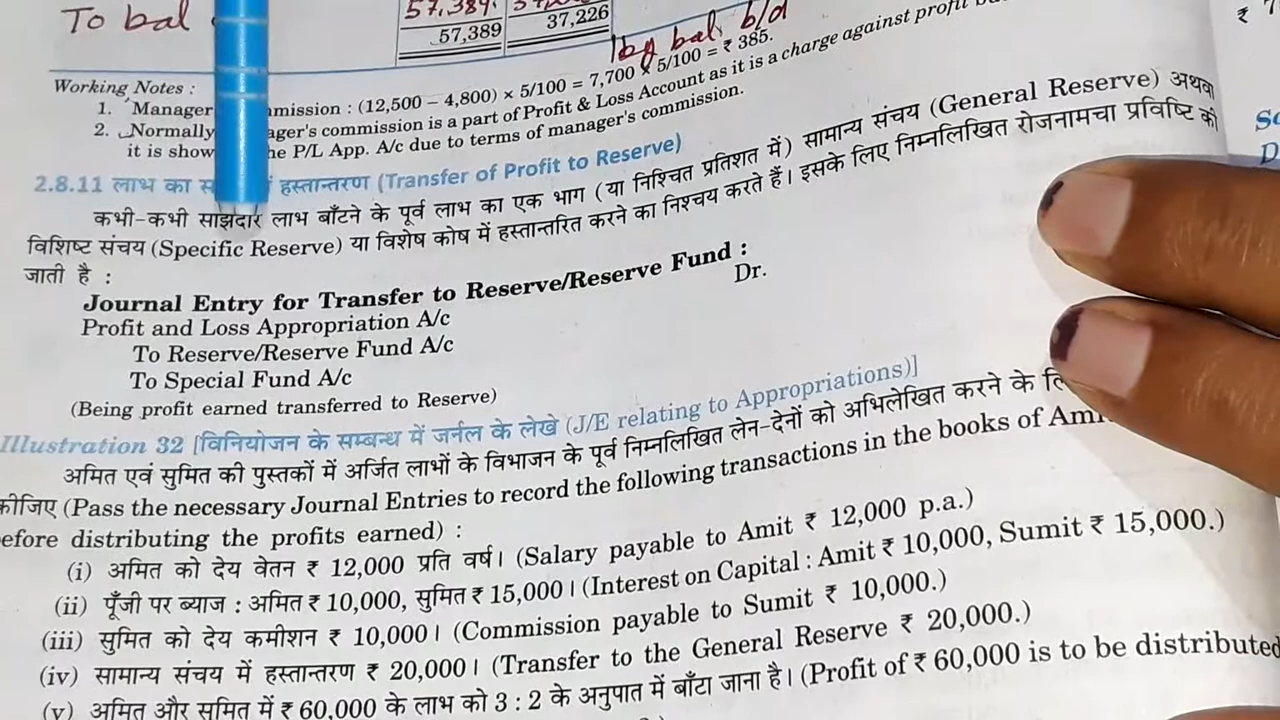 To bal
57,389 37,226
1by bal. b/d
Working Notes :
1. Manager mmission : (12,500 – 4,800) × 5/100 = 7,700 × 5/100 = ₹ 385.
2. Normally ager's commission is a part of Profit & Loss Account as it is a charge against profit
it is show he P/L App. A/c due to terms of manager's commission.
2.8.11 लाभ का हस्तान्तरण (Transfer of Profit to Reserve)
कभी-कभी साझेदार लाभ बाँटने के पूर्व लाभ का एक भाग (या निश्चित प्रतिशत में) सामान्य संचय (General Reserve) अथवा
विशिष्ट संचय (Specific Reserve) या विशेष कोष में हस्तान्तरित करने का निश्चय करते हैं। इसके लिए निम्नलिखित रोजनामचा प्रविष्टि की
जाती है :
Journal Entry for Transfer to Reserve/Reserve Fund :
Profit and Loss Appropriation A/c Dr.
To Reserve/Reserve Fund A/c
To Special Fund A/c
(Being profit earned transferred to Reserve)
Illustration 32 [विनियोजन के सम्बन्ध में जर्नल के लेखे (J/E relating to Appropriations)]
अमित एवं सुमित की पुस्तकों में अर्जित लाभों के विभाजन के पूर्व निम्नलिखित लेन-देनों को अभिलेखित करने के
कीजिए (Pass the necessary Journal Entries to record the following transactions in the books of Am
efore distributing the profits earned) :
(i) अमित को देय वेतन ₹ 12,000 प्रति वर्ष। (Salary payable to Amit ₹ 12,000 p.a.)
(ii) पूँजी पर ब्याज : अमित ₹ 10,000, सुमित ₹ 15,000। (Interest on Capital : Amit ₹ 10,000, Sumit ₹ 15,000.)
(iii) सुमित को देय कमीशन ₹ 10,000। (Commission payable to Sumit ₹ 10,000.)
(iv) सामान्य संचय में हस्तान्तरण ₹ 20,000। (Transfer to the General Reserve ₹ 20,000.)
(v) अमित और सुमित में ₹ 60,000 के लाभ को 3 : 2 के अनुपात में बाँटा जाना है। (Profit of ₹ 60,000 is to be distributed